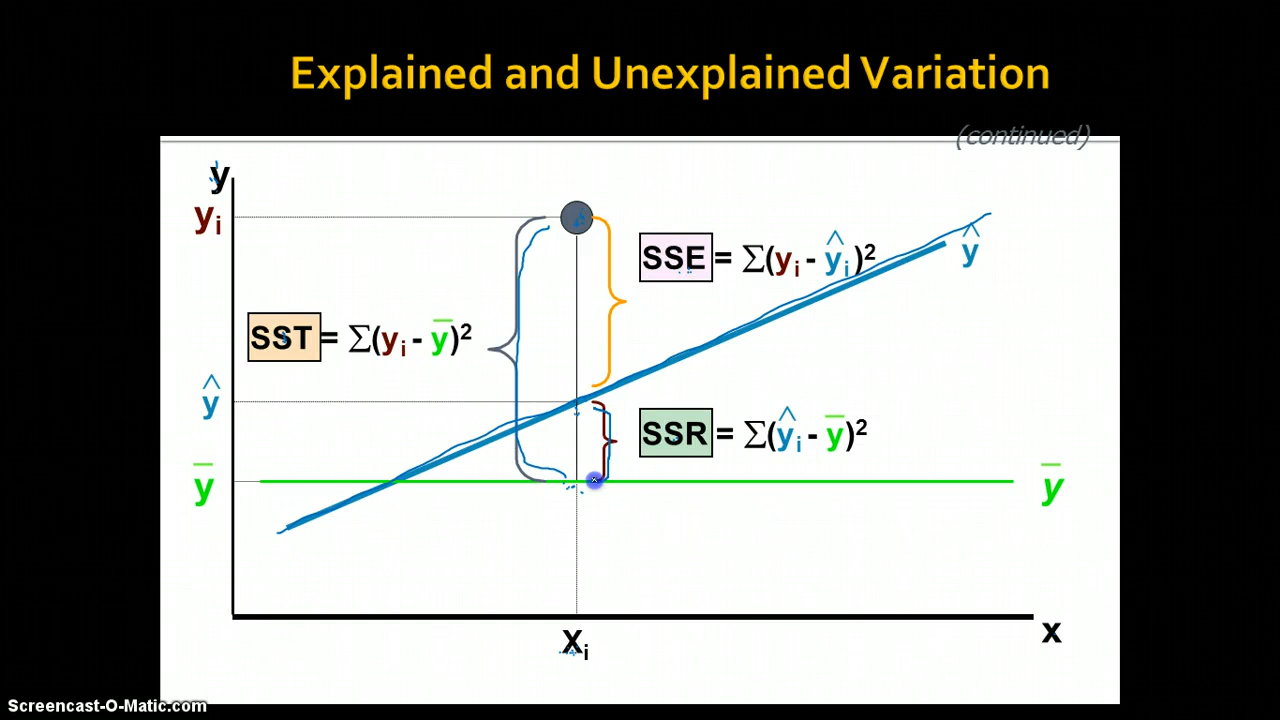 Explained and Unexplained Variation
(continued)
y
yᵢ
SSE = ∑(yᵢ - ŷᵢ)²
ŷ
SST = ∑(yᵢ - y̅)²
ŷ
SSR = ∑(ŷᵢ - y̅)²
y̅
y̅
Xᵢ
x
Screencast-O-Matic.com